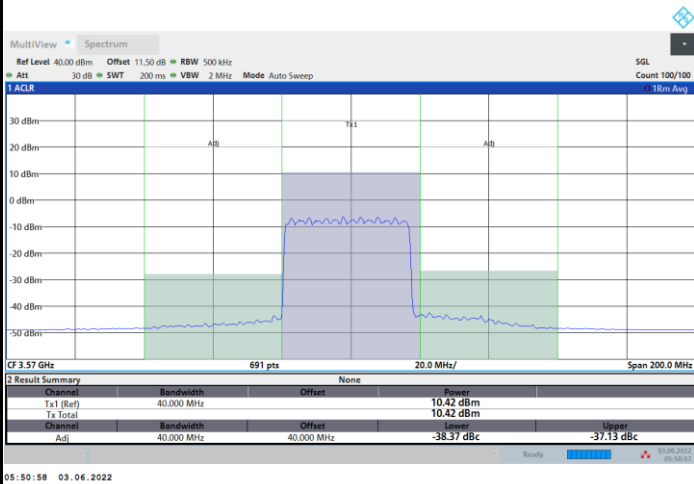 MultiView Spectrum
Ref Level 40.00 dBm Offset 11.50 dB RBW 500 kHz SGL
Att 30 dB SWT 200 ms VBW 2 MHz Mode Auto Sweep Count 100/100
1 ACLR 1Rm Avg
30 dBm
Tx1
20 dBm Adj Adj
10 dBm
0 dBm
-10 dBm
-20 dBm
-30 dBm
-40 dBm
-50 dBm
CF 3.57 GHz 691 pts 20.0 MHz/ Span 200.0 MHz
2 Result Summary None
Channel Bandwidth Offset Power
Tx1 (Ref) 40.000 MHz 10.42 dBm
Tx Total 10.42 dBm
Channel Bandwidth Offset Lower Upper
Adj 40.000 MHz 40.000 MHz -38.37 dBc -37.13 dBc
Ready 03.06.2022
05:50:57
05:50:58 03.06.2022